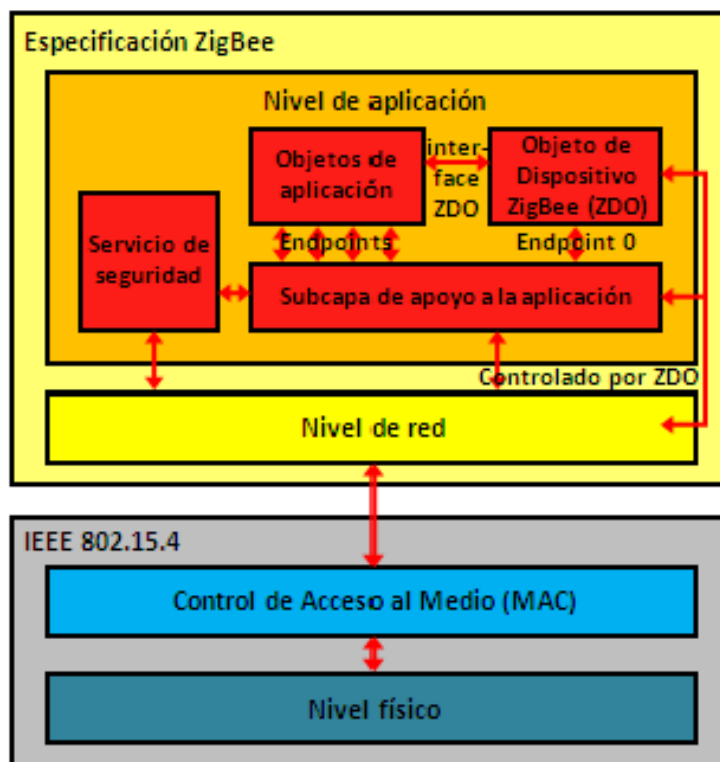 Especificación ZigBee
Nivel de aplicación
Objetos de
aplicación
inter-
face
ZDO
Objeto de
Dispositivo
ZigBee (ZDO)
Servicio de
seguridad
Endpoints
Endpoint 0
Subcapa de apoyo a la aplicación
Controlado por ZDO
Nivel de red
IEEE 802.15.4
Control de Acceso al Medio (MAC)
Nivel físico